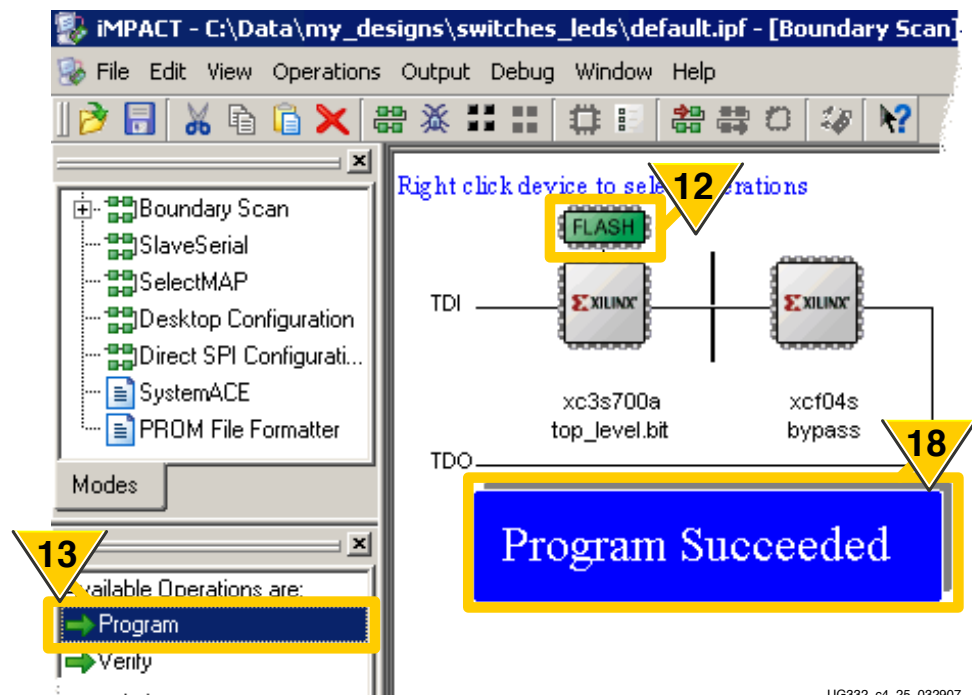 iMPACT - C:\Data\my_designs\switches_leds\default.ipf - [Boundary Scan]
File Edit View Operations Output Debug Window Help
Right click device to sele erations
12
FLASH
Boundary Scan
SlaveSerial
SelectMAP
Desktop Configuration
Direct SPI Configurati...
SystemACE
PROM File Formatter
Modes
TDI
XILINX
XILINX
xc3s700a
top_level.bit
xcf04s
bypass
TDO
18
Program Succeeded
13
vailable Operations are:
Program
Verify
UG332_c4_25_032907